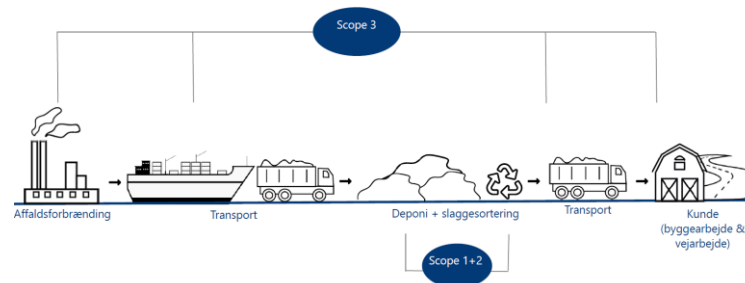 Scope 3
Affaldsforbrænding
Transport
Deponi + slaggesortering
Transport
Kunde
(byggearbejde &
vejarbejde)
Scope 1+2